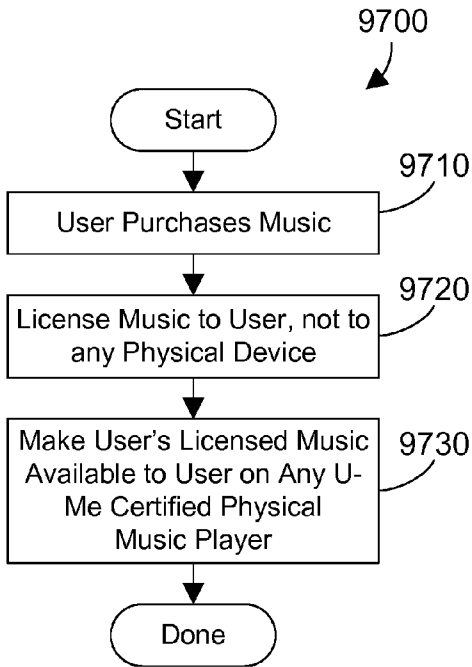 9700
Start
9710
User Purchases Music
9720
License Music to User, not to
any Physical Device
9730
Make User's Licensed Music
Available to User on Any U-
Me Certified Physical
Music Player
Done